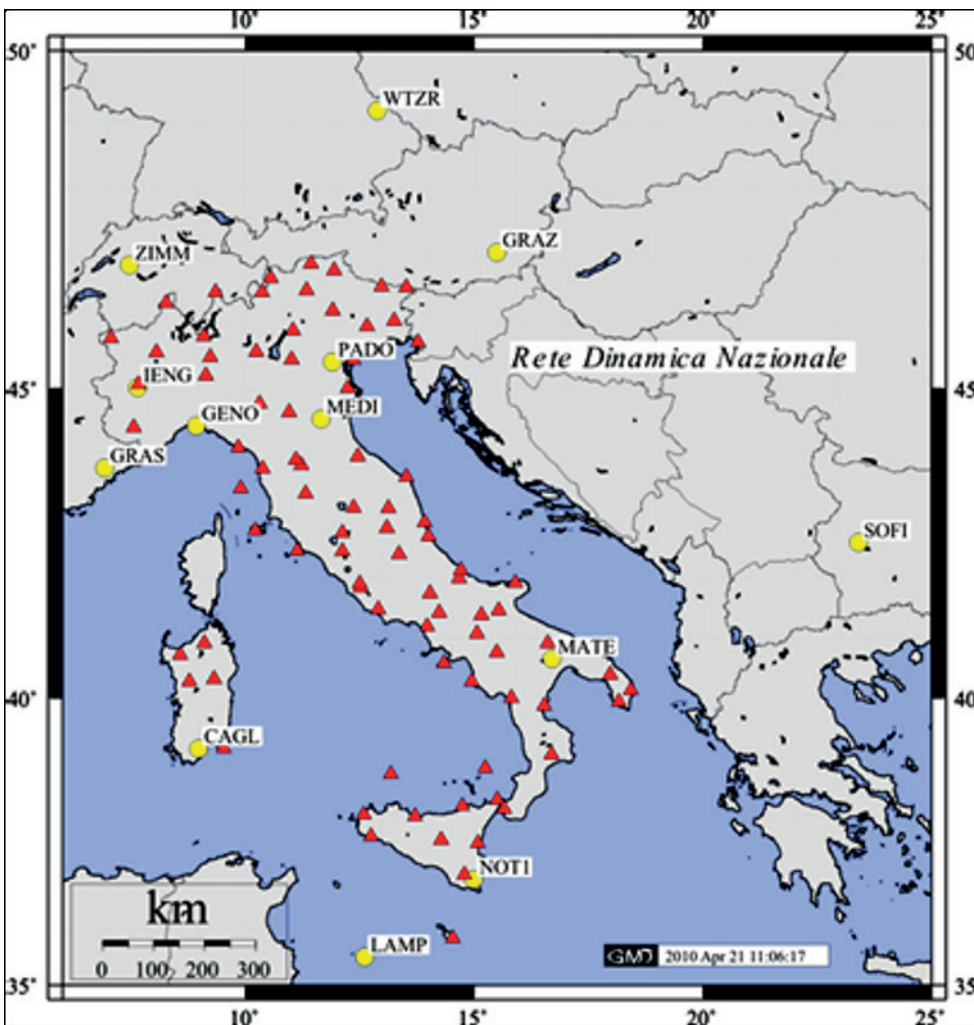 10° 15° 20° 25°
50° 50°
WTZR
GRAZ
ZIMM
PADO
Rete Dinamica Nazionale
45° 45°
IENG
MEDI
GENO
GRAS
SOFI
MATE
40° 40°
CAGL
NOT1
km
LAMP
0 100 200 300
GMT 2010 Apr 21 11:06:17
35° 35°
10° 15° 20° 25°